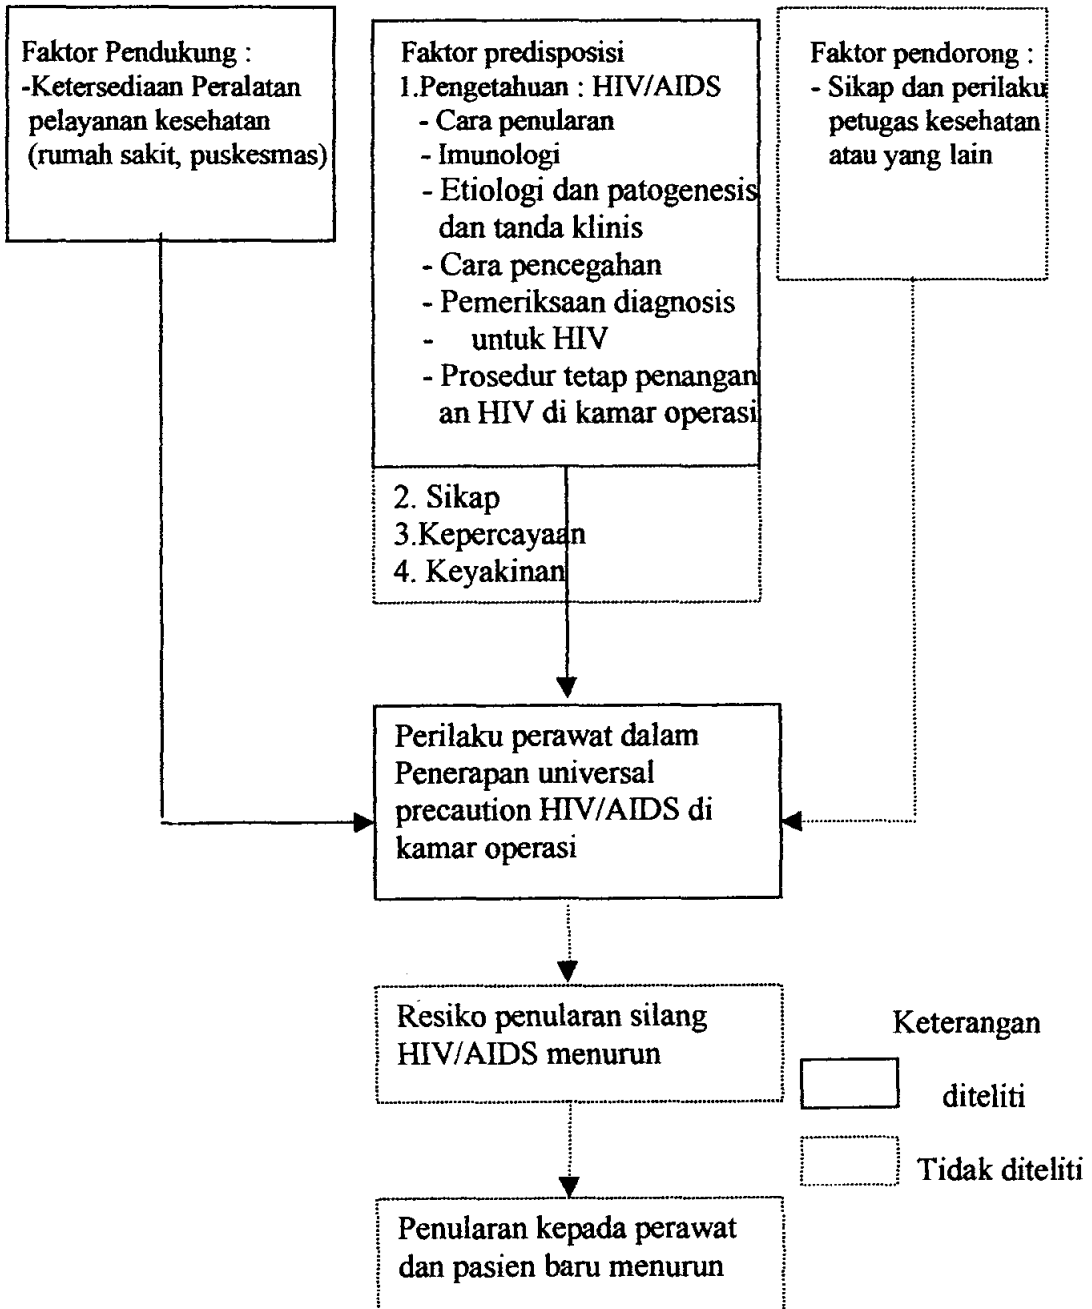 Faktor Pendukung :
-Ketersediaan Peralatan
pelayanan kesehatan
(rumah sakit, puskesmas)
Faktor predisposisi
1.Pengetahuan : HIV/AIDS
- Cara penularan
- Imunologi
- Etiologi dan patogenesis
dan tanda klinis
- Cara pencegahan
- Pemeriksaan diagnosis
- untuk HIV
- Prosedur tetap penangan
an HIV di kamar operasi
2. Sikap
3.Kepercayaan
4. Keyakinan
Faktor pendorong :
- Sikap dan perilaku
petugas kesehatan
atau yang lain
Perilaku perawat dalam
Penerapan universal
precaution HIV/AIDS di
kamar operasi
Resiko penularan silang
HIV/AIDS menurun
Penularan kepada perawat
dan pasien baru menurun
Keterangan
diteliti
Tidak diteliti